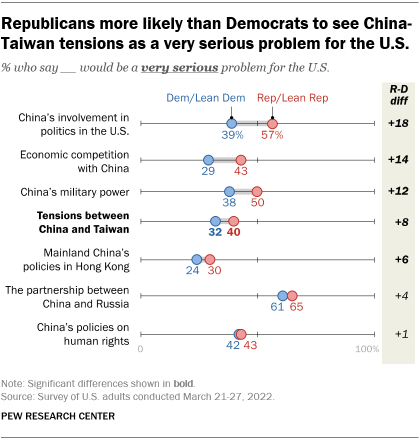 Republicans more likely than Democrats to see China-
Taiwan tensions as a very serious problem for the U.S.
% who say __ would be a very serious problem for the U.S.
R-D
diff
Dem/Lean Dem Rep/Lean Rep
China's involvement in
politics in the U.S.
39% 57%
+18
Economic competition
with China
29 43
+14
China's military power
38 50
+12
Tensions between
China and Taiwan
32 40
+8
Mainland China's
policies in Hong Kong
24 30
+6
The partnership between
China and Russia
61 65
+4
China's policies on
human rights
42 43
+1
0 100%
Note: Significant differences shown in bold.
Source: Survey of U.S. adults conducted March 21-27, 2022.
PEW RESEARCH CENTER